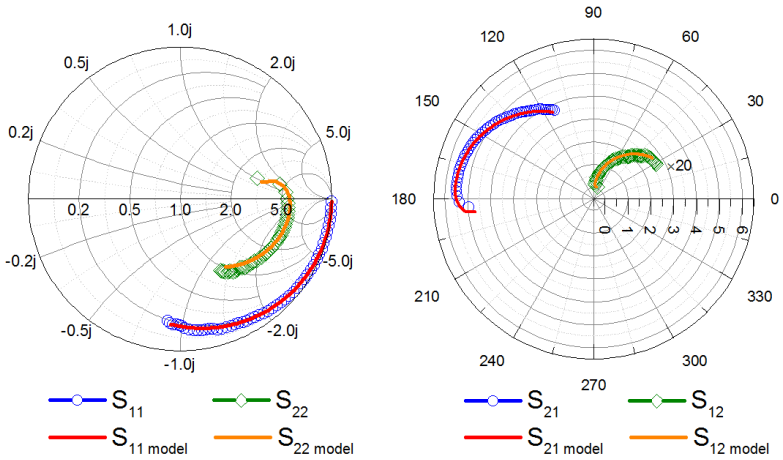 1.0j
0.5j 2.0j
0.2j 5.0j
0.2 0.5 1.0 2.0 5.0
-0.2j -5.0j
-0.5j -2.0j
-1.0j
S11 S22
S11 model S22 model
90
120 60
150 30
×20
180 0
0 1 2 3 4 5 6
210 330
240 300
270
S21 S12
S21 model S12 model